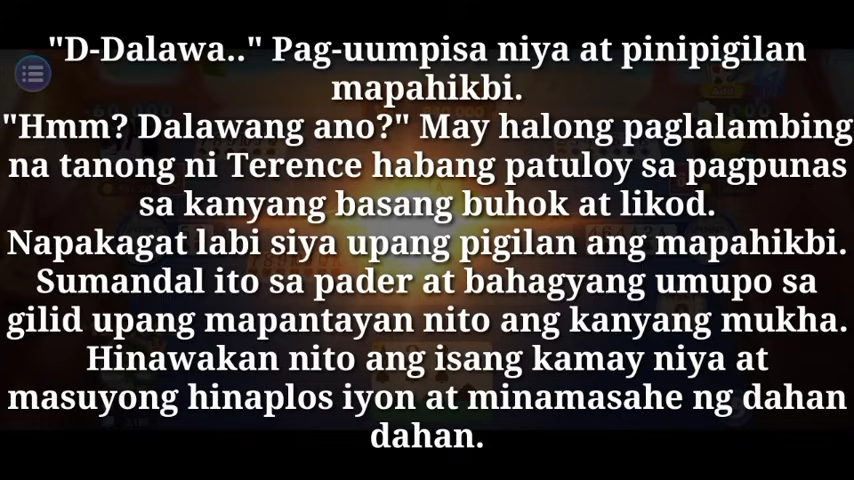 "D-Dalawa.." Pag-uumpisa niya at pinipigilan
mapahikbi.
"Hmm? Dalawang ano?" May halong paglalambing
na tanong ni Terence habang patuloy sa pagpunas
sa kanyang basang buhok at likod.
Napakagat labi siya upang pigilan ang mapahikbi.
Sumandal ito sa pader at bahagyang umupo sa
gilid upang mapantayan nito ang kanyang mukha.
Hinawakan nito ang isang kamay niya at
masuyong hinaplos iyon at minamasahe ng dahan
dahan.